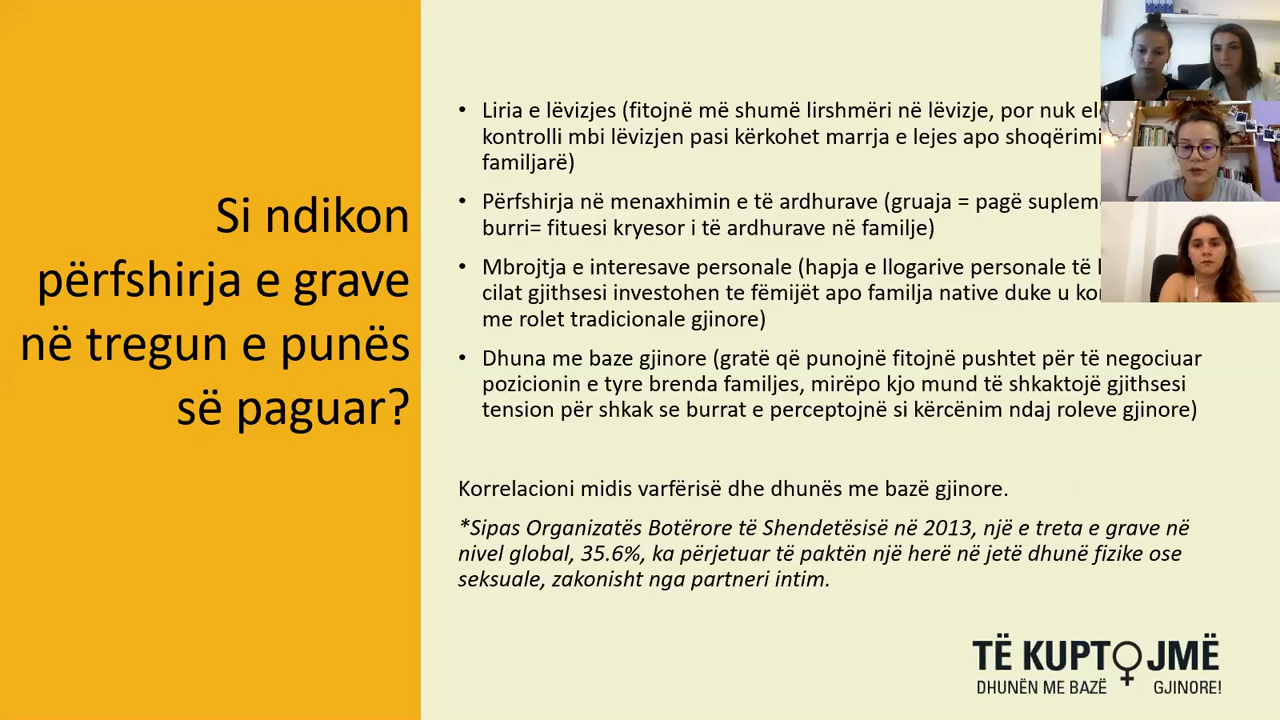 Si ndikon
përfshirja e grave
në tregun e punës
së paguar?
• Liria e lëvizjes (fitojnë më shumë lirshmëri në lëvizje, por nuk
kontrolli mbi lëvizjen pasi kërkohet marrja e lejes apo
familjarë)
• Përfshirja në menaxhimin e të ardhurave (gruaja = pagë
burri= fituesi kryesor i të ardhurave në familje)
• Mbrojtja e interesave personale (hapja e llogarive personale të
cilat gjithsesi investohen te fëmijët apo familja native duke u
me rolet tradicionale gjinore)
• Dhuna me baze gjinore (gratë që punojnë fitojnë pushtet për të negociuar
pozicionin e tyre brenda familjes, mirëpo kjo mund të shkaktojë gjithsesi
tension për shkak se burrat e perceptojnë si kërcënim ndaj roleve gjinore)
Korrelacioni midis varfërisë dhe dhunës me bazë gjinore.
*Sipas Organizatës Botërore të Shendetësisë në 2013, një e treta e grave në
nivel global, 35.6%, ka përjetuar të paktën një herë në jetë dhunë fizike ose
seksuale, zakonisht nga partneri intim.
TË KUPTOJMË
DHUNËN ME BAZË GJINORE!